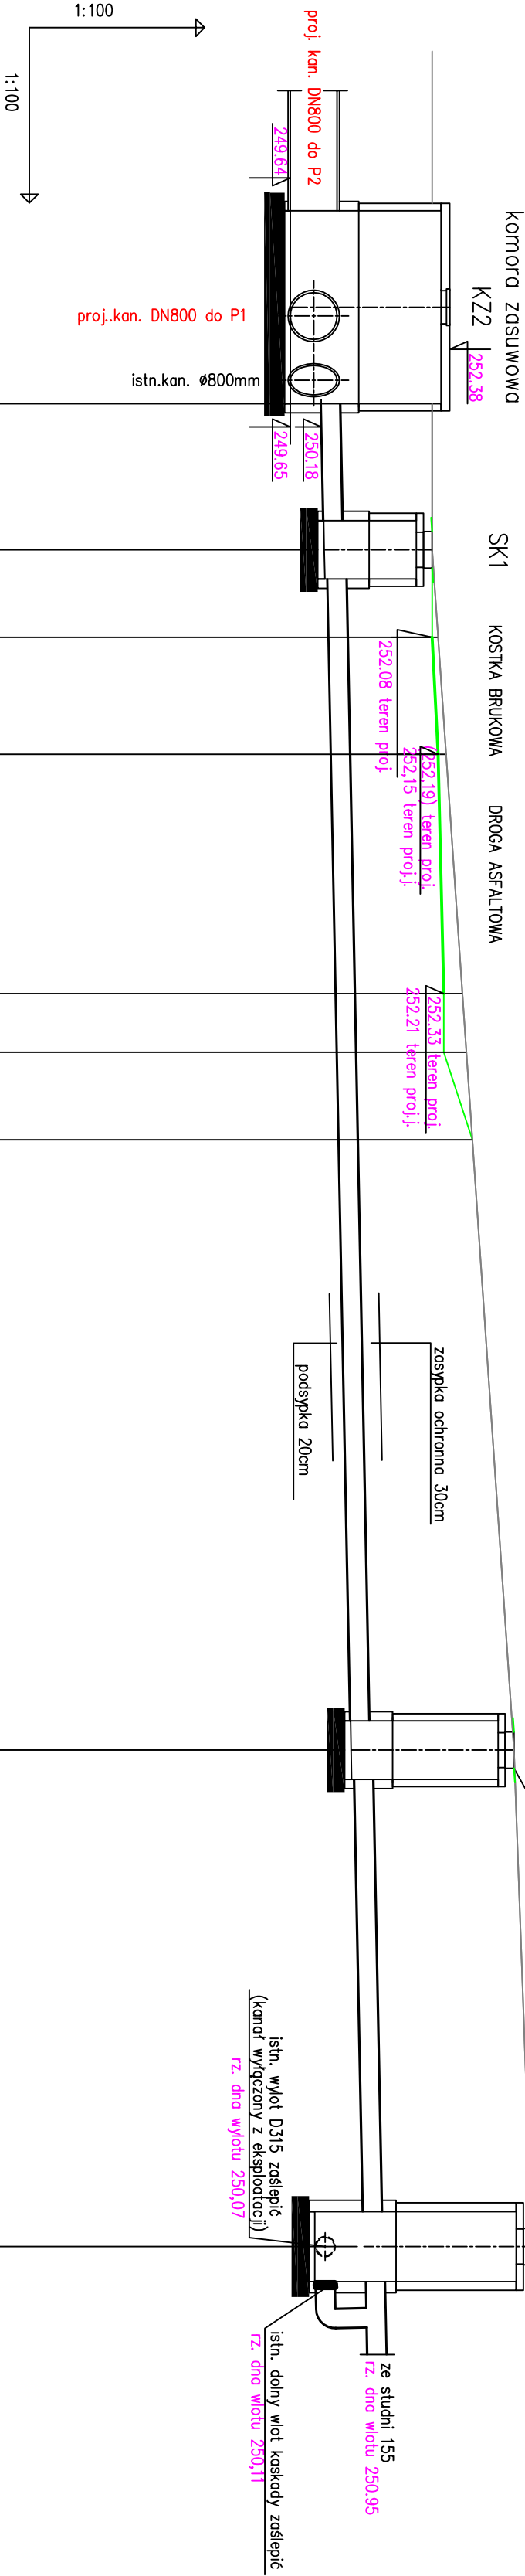 1:100
1:100
komora zasuwowa
KZ2
252.38
proj. kan. DN800 do P2
249.64
proj..kan. DN800 do P1
istn.kan. ø800mm
250.18
249.65
SK1
KOSTKA BRUKOWA
252.08 teren proj.
DROGA ASFALTOWA
(252,19) teren proj.
252,15 teren proj.j.
252.33 teren proj.
252.21 teren proj.j.
zasypka ochronna 30cm
podsypka 20cm
istn. wylot D315 zaślepić
(kanał wyłączony z eksploatacji)
rz. dna wylotu 250,07
ze studni 155
rz. dna wlotu 250.95
istn. dolny wlot kaskady zaślepić
rz. dna wlotu 250,11